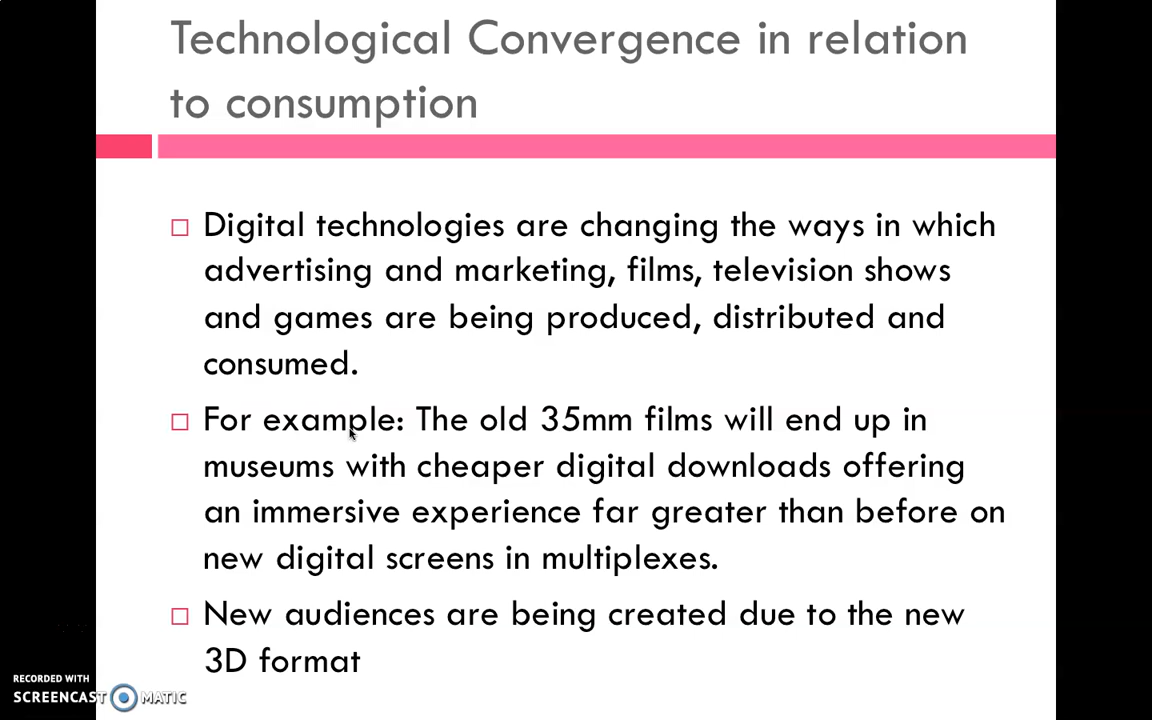 Technological Convergence in relation
to consumption
Digital technologies are changing the ways in which
advertising and marketing, films, television shows
and games are being produced, distributed and
consumed.
For example: The old 35mm films will end up in
museums with cheaper digital downloads offering
an immersive experience far greater than before on
new digital screens in multiplexes.
New audiences are being created due to the new
3D format
RECORDED WITH
SCREENCAST MATIC